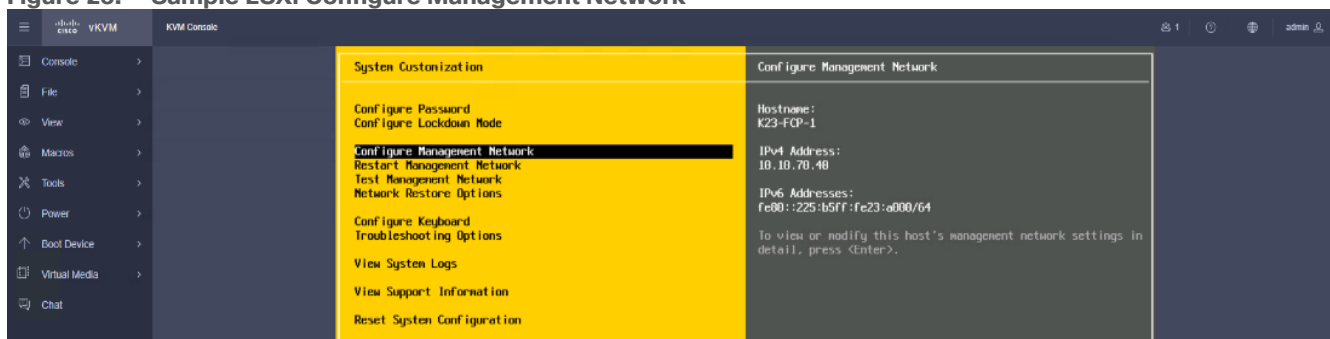 Figure 23. Sample ESXi Configure Management Network
cisco vKVM
KVM Console
1
admin
Console
File
View
Macros
Tools
Power
Boot Device
Virtual Media
Chat
System Customization
Configure Password
Configure Lockdown Mode
Configure Management Network
Restart Management Network
Test Management Network
Network Restore Options
Configure Keyboard
Troubleshooting Options
View System Logs
View Support Information
Reset System Configuration
Configure Management Network
Hostname:
K23-FCP-1
IPv4 Address:
10.10.70.40
IPv6 Addresses:
fe80::225:b5ff:fe23:a000/64
To view or modify this host's management network settings in
detail, press <Enter>.